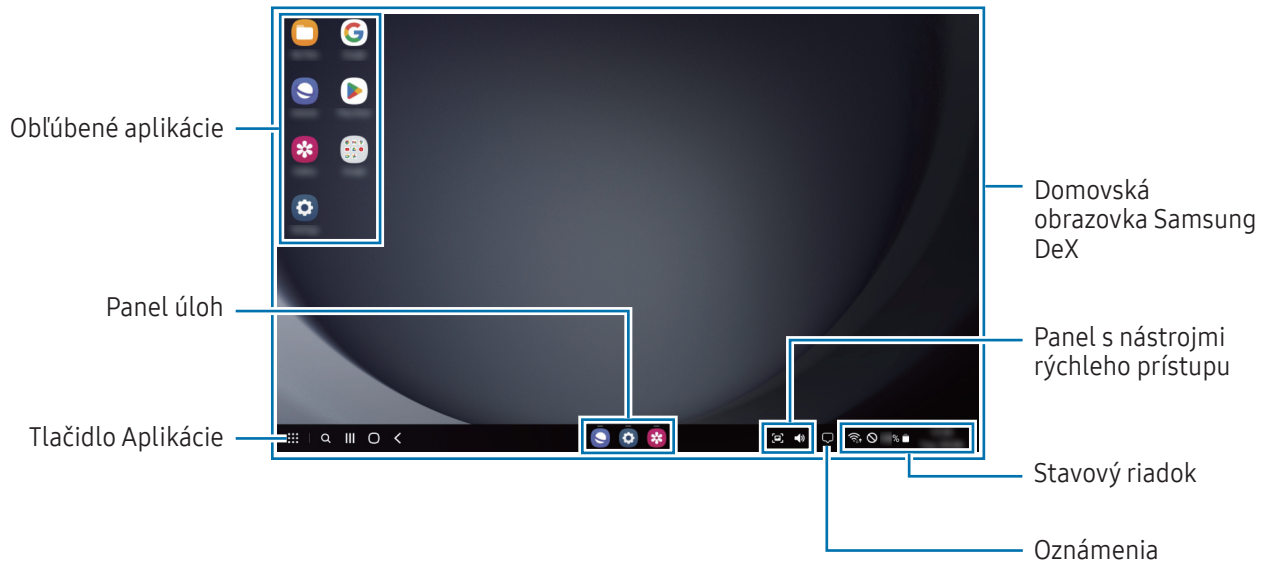 Obľúbené aplikácie
Panel úloh
Tlačidlo Aplikácie
Domovská
obrazovka Samsung
DeX
Panel s nástrojmi
rýchleho prístupu
%
Stavový riadok
Oznámenia